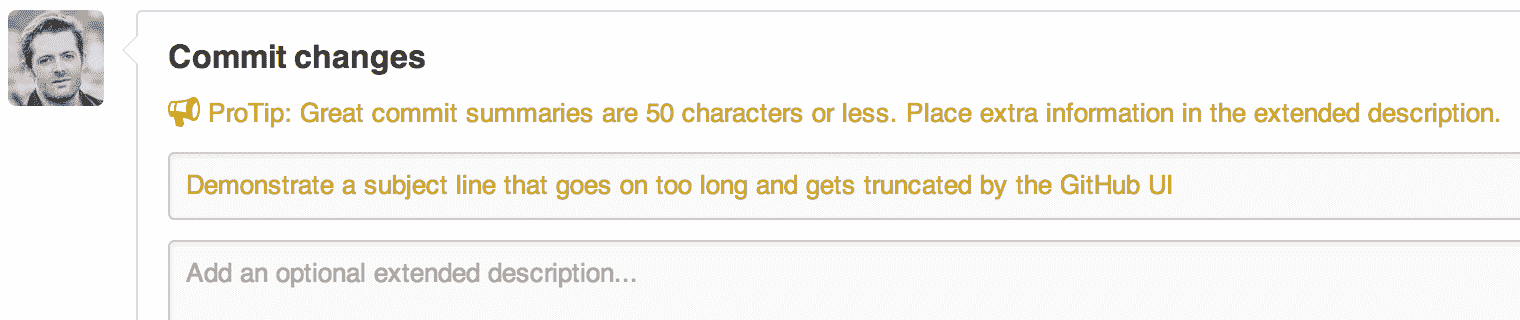 Commit changes
ProTip: Great commit summaries are 50 characters or less. Place extra information in the extended description.
Demonstrate a subject line that goes on too long and gets truncated by the GitHub UI
Add an optional extended description...